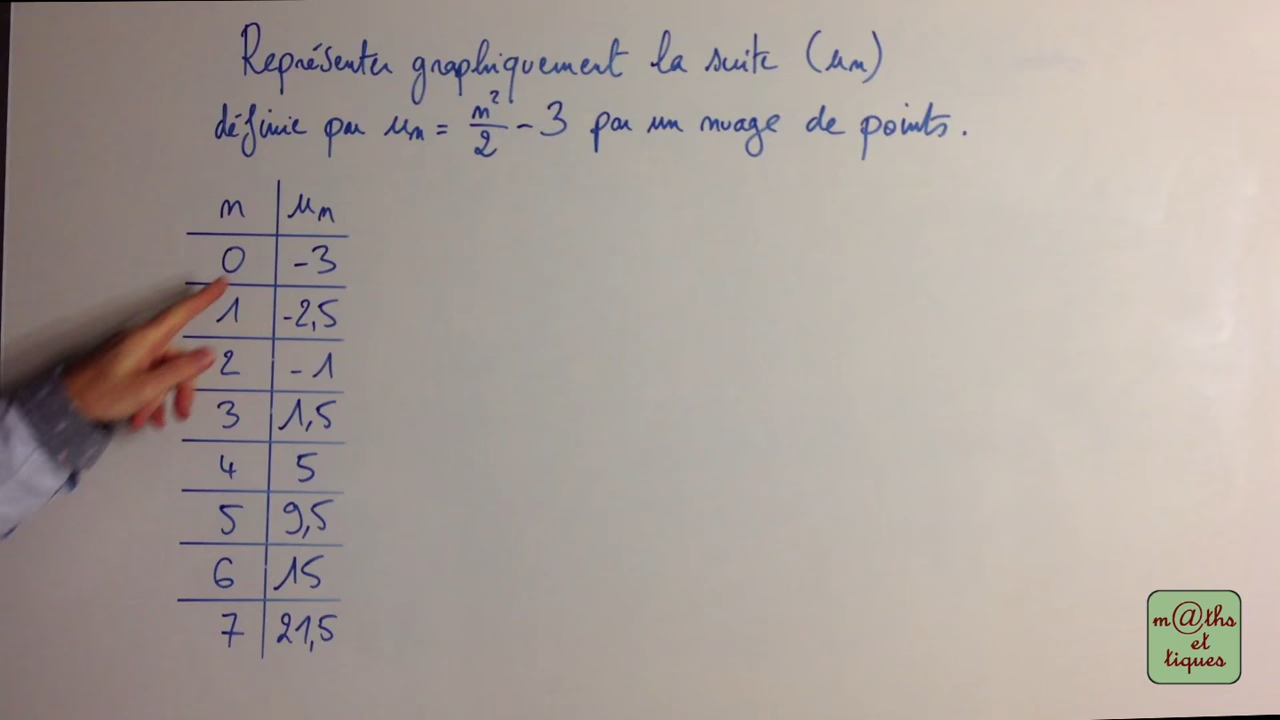 Représenter graphiquement la suite (un)
définie par un = n²/2 - 3 par un nuage de points.
n un
0 -3
1 -2,5
2 -1
3 1,5
4 5
5 9,5
6 15
7 21,5
m@ths
et
tiques